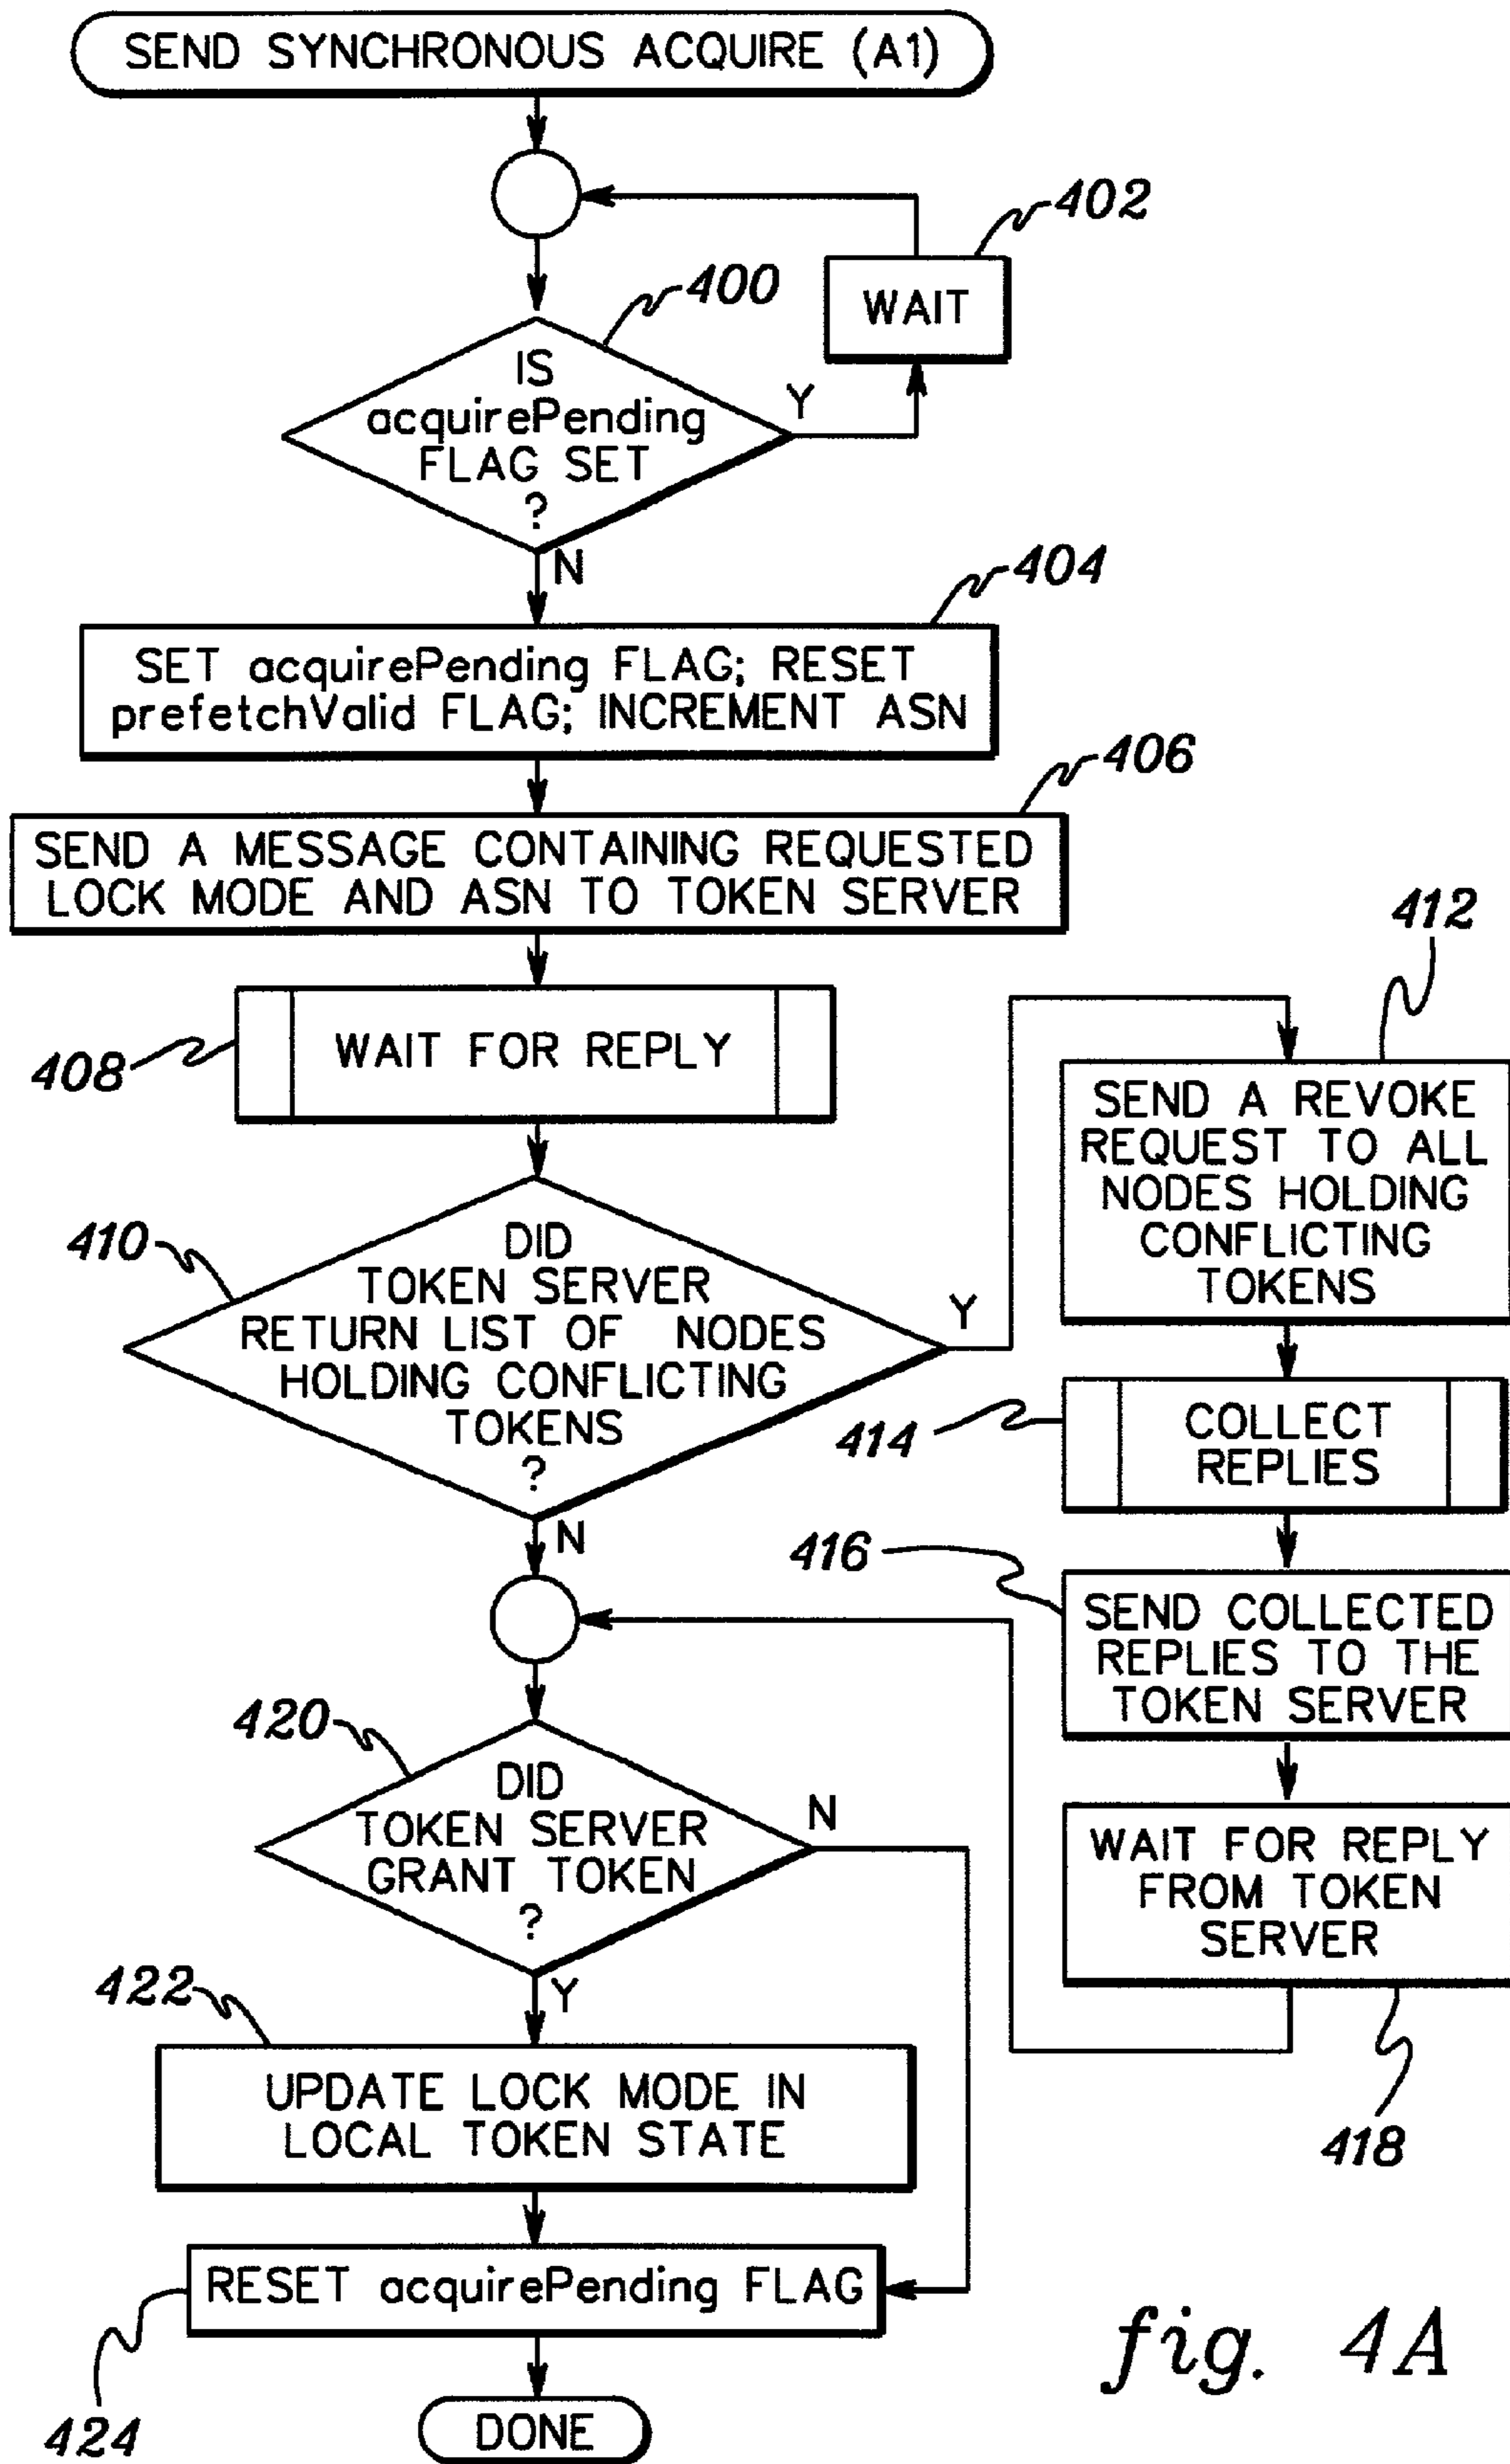 SEND SYNCHRONOUS ACQUIRE (A1)
402
WAIT
400
IS
acquirePending
FLAG SET
?
Y
N
404
SET acquirePending FLAG; RESET
prefetchValid FLAG; INCREMENT ASN
406
SEND A MESSAGE CONTAINING REQUESTED
LOCK MODE AND ASN TO TOKEN SERVER
408
WAIT FOR REPLY
410
DID
TOKEN SERVER
RETURN LIST OF NODES
HOLDING CONFLICTING
TOKENS
?
Y
N
412
SEND A REVOKE
REQUEST TO ALL
NODES HOLDING
CONFLICTING
TOKENS
414
COLLECT
REPLIES
416
SEND COLLECTED
REPLIES TO THE
TOKEN SERVER
WAIT FOR REPLY
FROM TOKEN
SERVER
418
420
DID
TOKEN SERVER
GRANT TOKEN
?
N
Y
422
UPDATE LOCK MODE IN
LOCAL TOKEN STATE
RESET acquirePending FLAG
424
DONE
fig. 4A